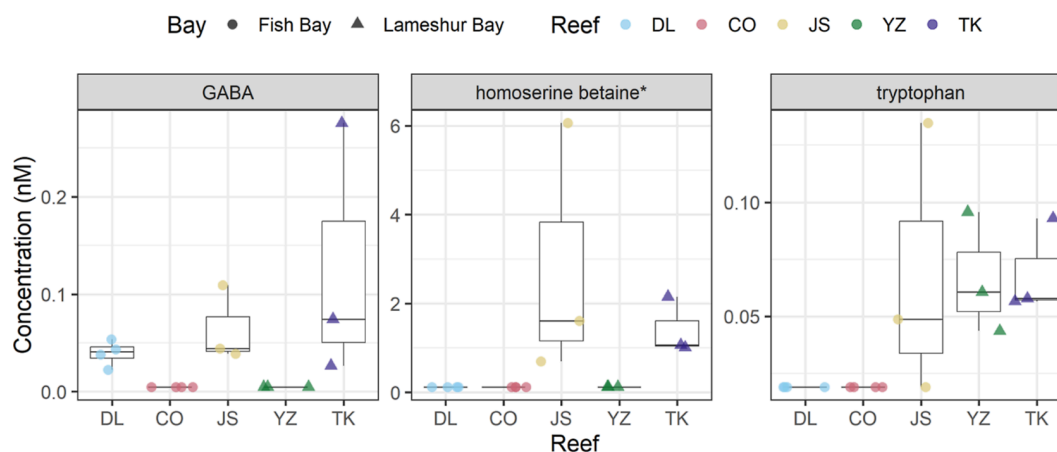 Bay Fish Bay Lameshur Bay Reef DL CO JS YZ TK
GABA homoserine betaine* tryptophan
Concentration (nM)
0.2
0.1
0.0
6
4
2
0
0.10
0.05
DL CO JS YZ TK DL CO JS YZ TK DL CO JS YZ TK
Reef